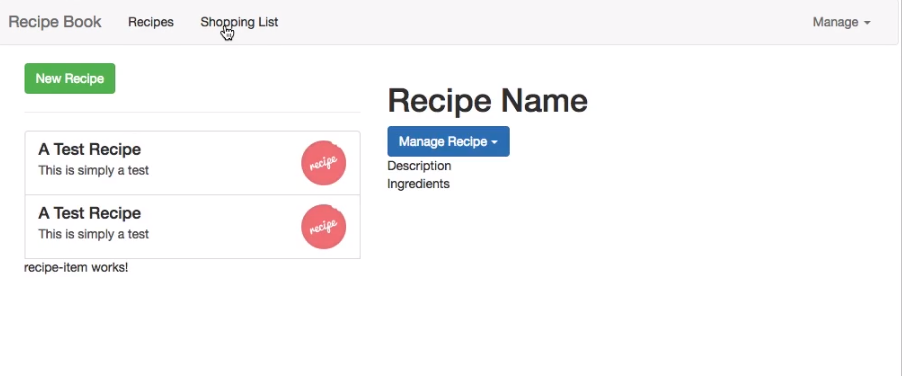 Recipe Book Recipes Shopping List Manage
New Recipe
A Test Recipe
This is simply a test
recipe
A Test Recipe
This is simply a test
recipe
recipe-item works!
Recipe Name
Manage Recipe
Description
Ingredients